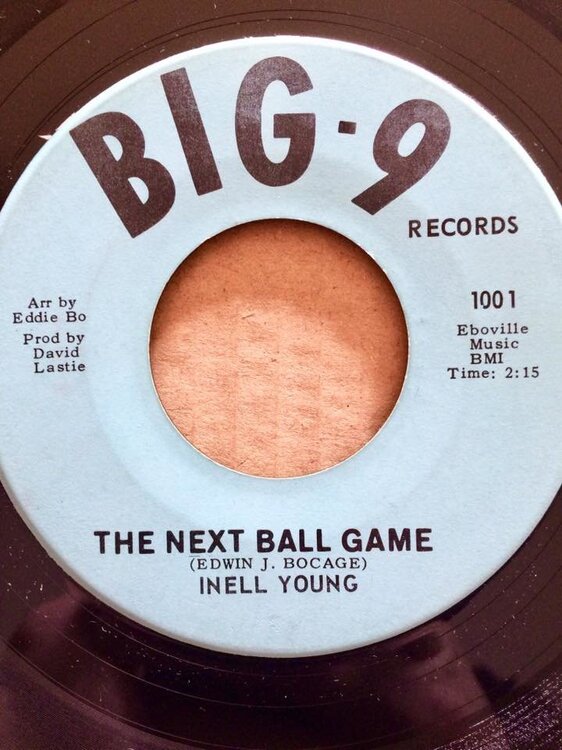 BIG-9
RECORDS
Arr by
Eddie Bo
Prod by
David
Lastie
1001
Eboville
Music
BMI
Time: 2:15
THE NEXT BALL GAME
(EDWIN J. BOCAGE)
INELL YOUNG